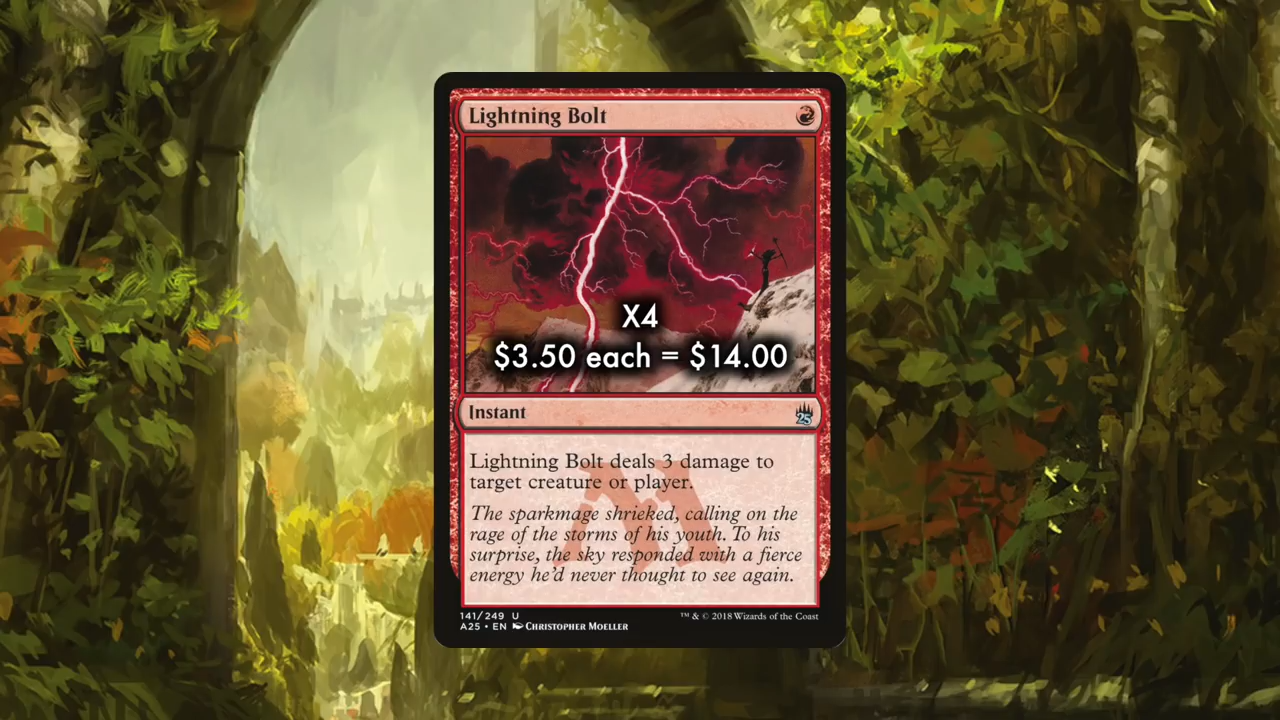 Lightning Bolt
X4
$3.50 each = $14.00
Instant
25
Lightning Bolt deals 3 damage to
target creature or player.
The sparkmage shrieked, calling on the
rage of the storms of his youth. To his
surprise, the sky responded with a fierce
energy he'd never thought to see again.
141/249 U
™ & © 2018 Wizards of the Coast
A25 • EN Christopher Moeller